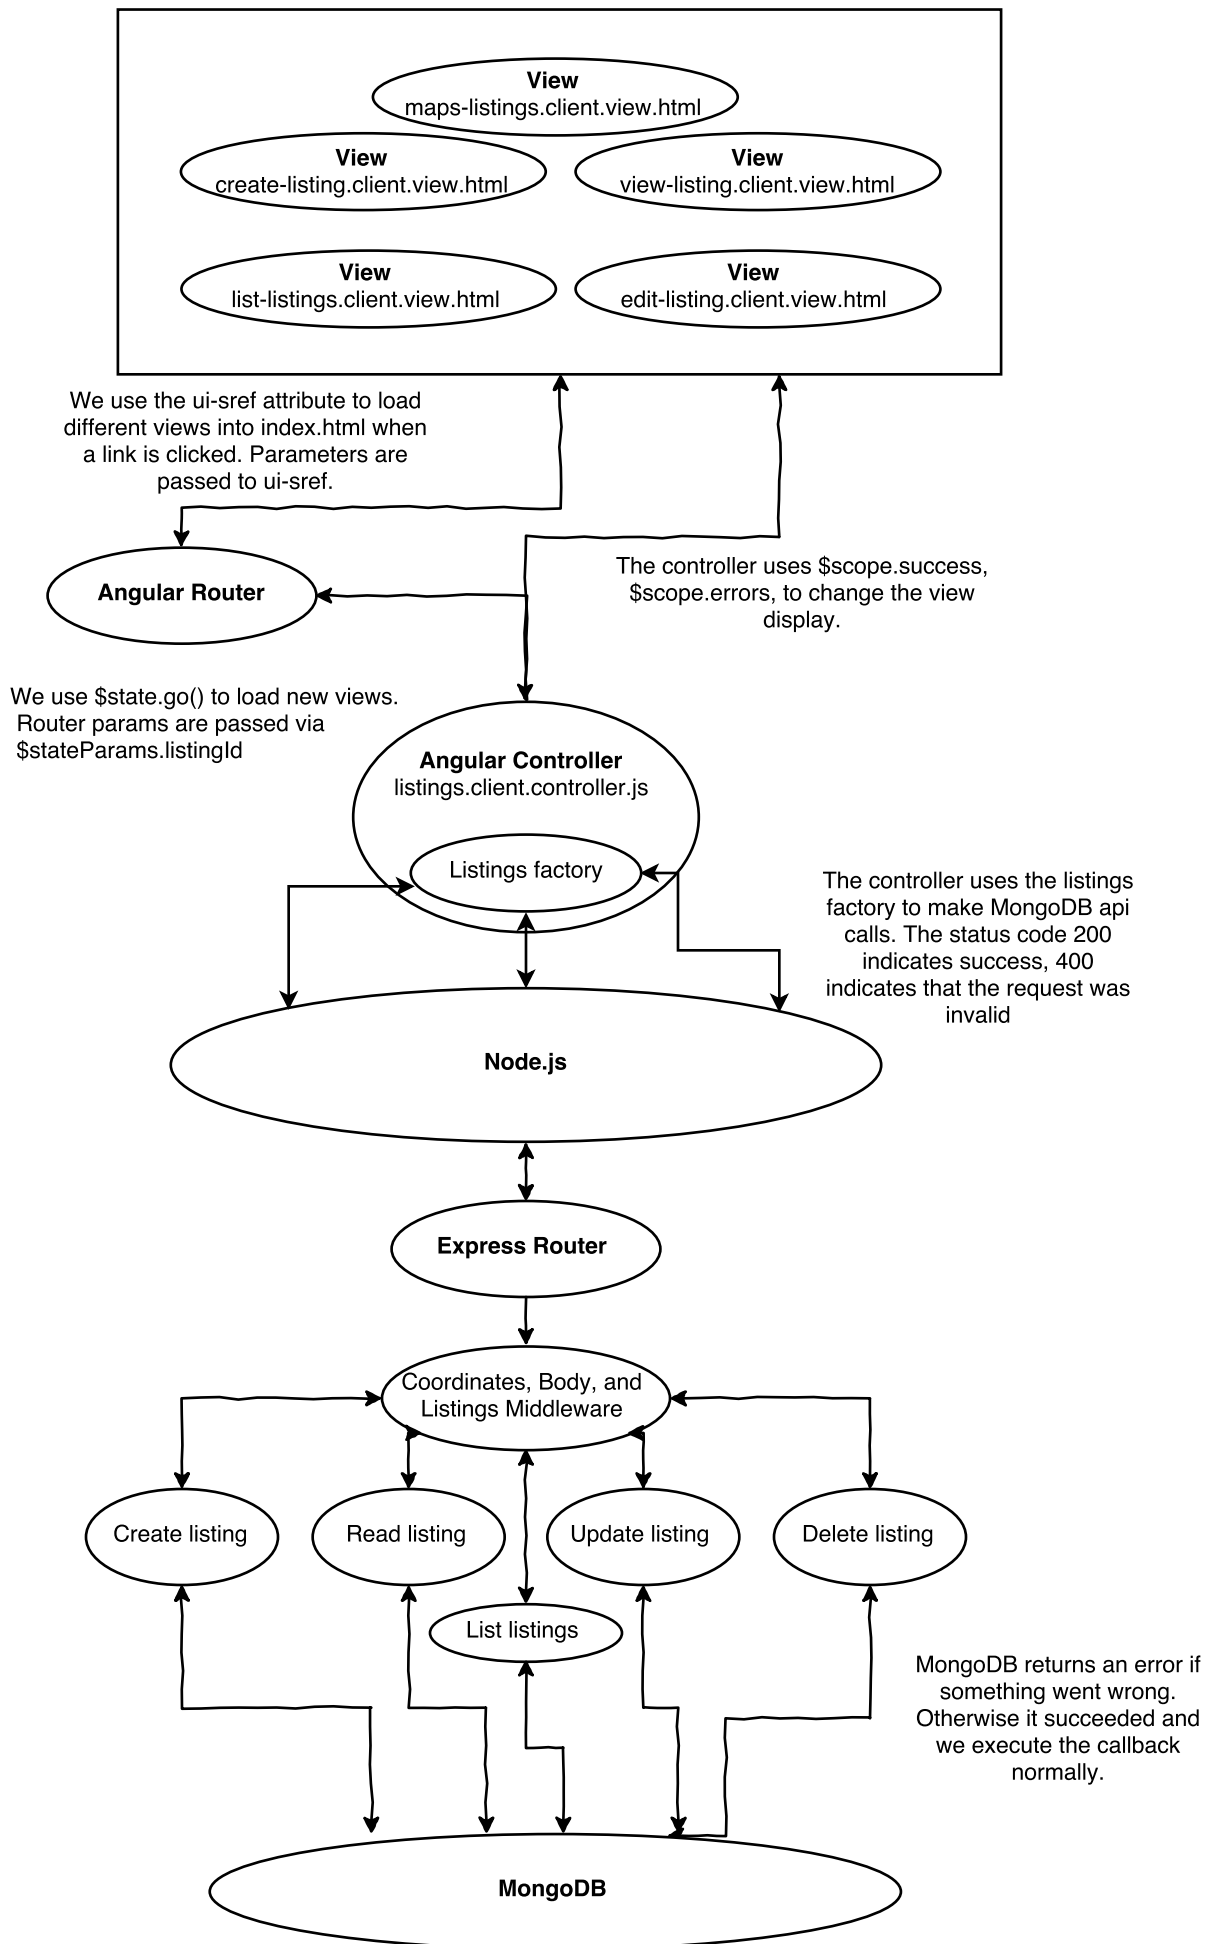 View
maps-listings.client.view.html
View
create-listing.client.view.html
View
view-listing.client.view.html
View
list-listings.client.view.html
View
edit-listing.client.view.html
We use the ui-sref attribute to load
different views into index.html when
a link is clicked. Parameters are
passed to ui-sref.
Angular Router
The controller uses $scope.success,
$scope.errors, to change the view
display.
We use $state.go() to load new views.
Router params are passed via
$stateParams.listingId
Angular Controller
listings.client.controller.js
Listings factory
The controller uses the listings
factory to make MongoDB api
calls. The status code 200
indicates success, 400
indicates that the request was
invalid
Node.js
Express Router
Coordinates, Body, and
Listings Middleware
Create listing
Read listing
Update listing
Delete listing
List listings
MongoDB returns an error if
something went wrong.
Otherwise it succeeded and
we execute the callback
normally.
MongoDB